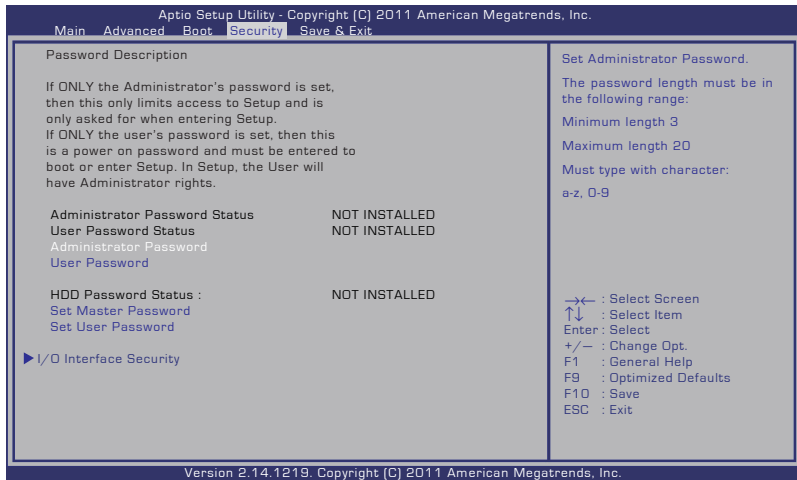 Aptio Setup Utility - Copyright (C) 2011 American Megatrends, Inc.
Main Advanced Boot Security Save & Exit
Password Description
If ONLY the Administrator's password is set,
then this only limits access to Setup and is
only asked for when entering Setup.
If ONLY the user's password is set, then this
is a power on password and must be entered to
boot or enter Setup. In Setup, the User will
have Administrator rights.
Administrator Password Status NOT INSTALLED
User Password Status NOT INSTALLED
Administrator Password
User Password
HDD Password Status : NOT INSTALLED
Set Master Password
Set User Password
▶ I/O Interface Security
Set Administrator Password.
The password length must be in
the following range:
Minimum length 3
Maximum length 20
Must type with character:
a-z, 0-9
→← : Select Screen
↑↓ : Select Item
Enter : Select
+/− : Change Opt.
F1 : General Help
F9 : Optimized Defaults
F10 : Save
ESC : Exit
Version 2.14.1219. Copyright (C) 2011 American Megatrends, Inc.